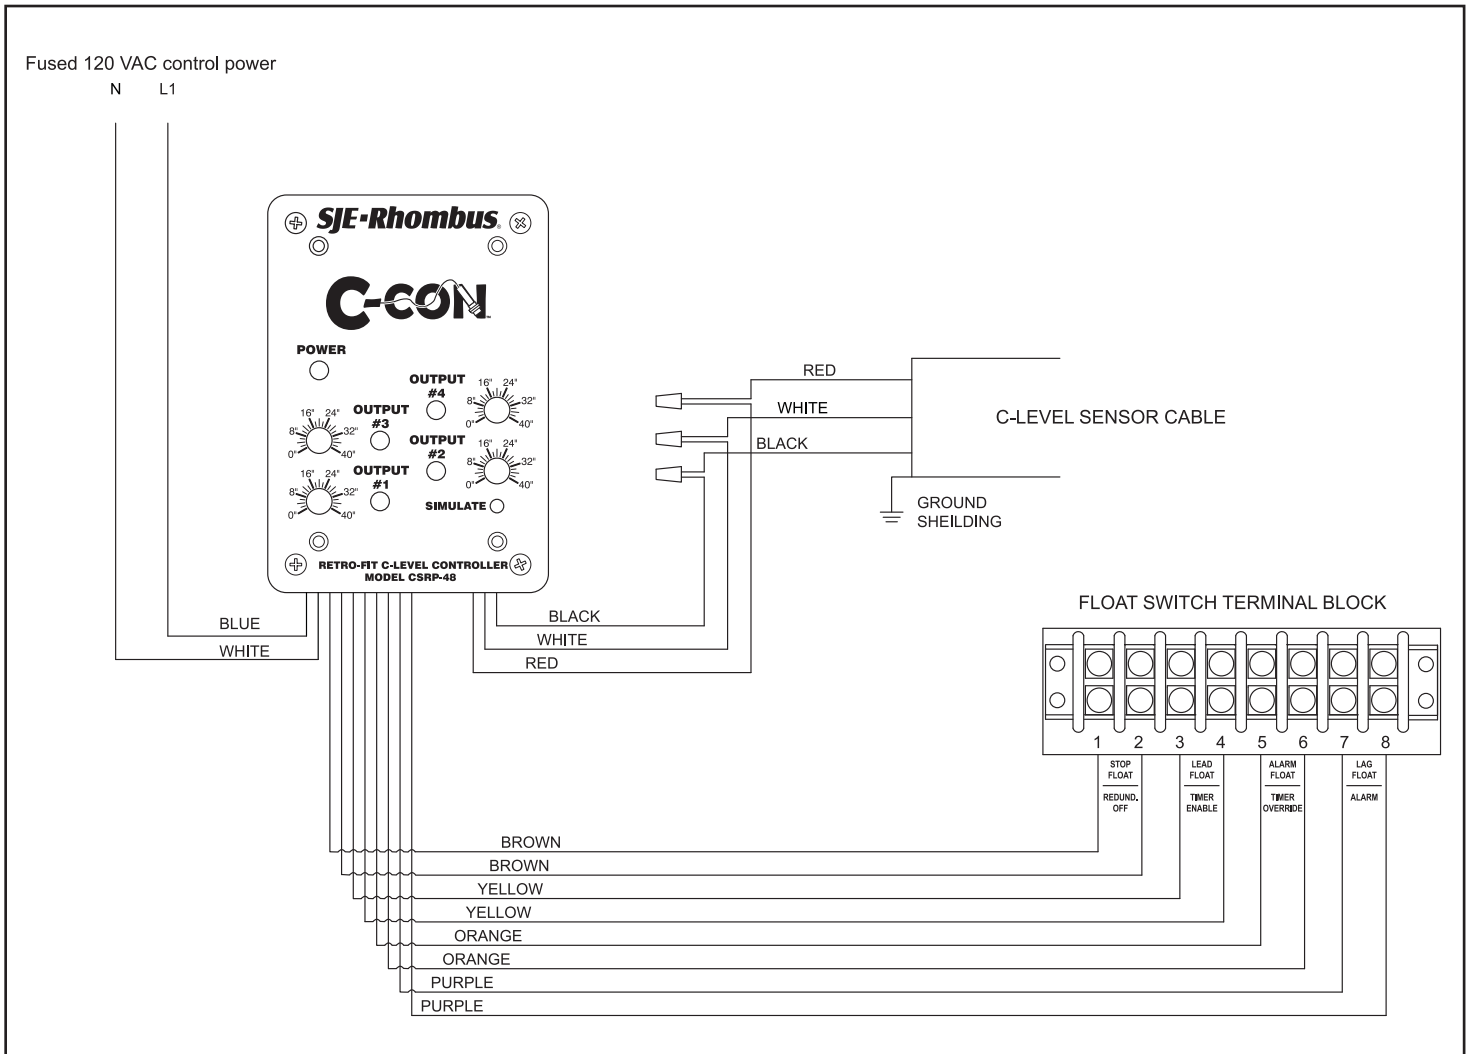 Fused 120 VAC control power
N L1
SJE-Rhombus®
C-CON™
POWER
OUTPUT
#4
0" 8" 16" 24" 32" 40"
OUTPUT
#3
0" 8" 16" 24" 32" 40"
OUTPUT
#2
0" 8" 16" 24" 32" 40"
OUTPUT
#1
0" 8" 16" 24" 32" 40"
SIMULATE
RETRO-FIT C-LEVEL CONTROLLER
MODEL CSRP-48
RED
WHITE
BLACK
C-LEVEL SENSOR CABLE
GROUND
SHEILDING
BLUE
WHITE
BLACK
WHITE
RED
FLOAT SWITCH TERMINAL BLOCK
1 2 3 4 5 6 7 8
STOP
FLOAT
REDUND.
OFF
LEAD
FLOAT
TIMER
ENABLE
ALARM
FLOAT
TIMER
OVERRIDE
LAG
FLOAT
ALARM
BROWN
BROWN
YELLOW
YELLOW
ORANGE
ORANGE
PURPLE
PURPLE